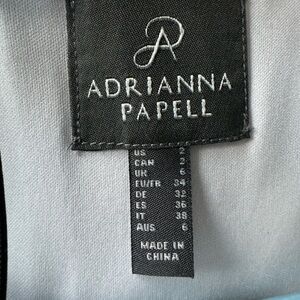 ADRIANNA
PAPELL
US 2
CAN 2
UK 6
EU/FR 34
DE 32
ES 36
IT 38
AUS 6
MADE IN
CHINA